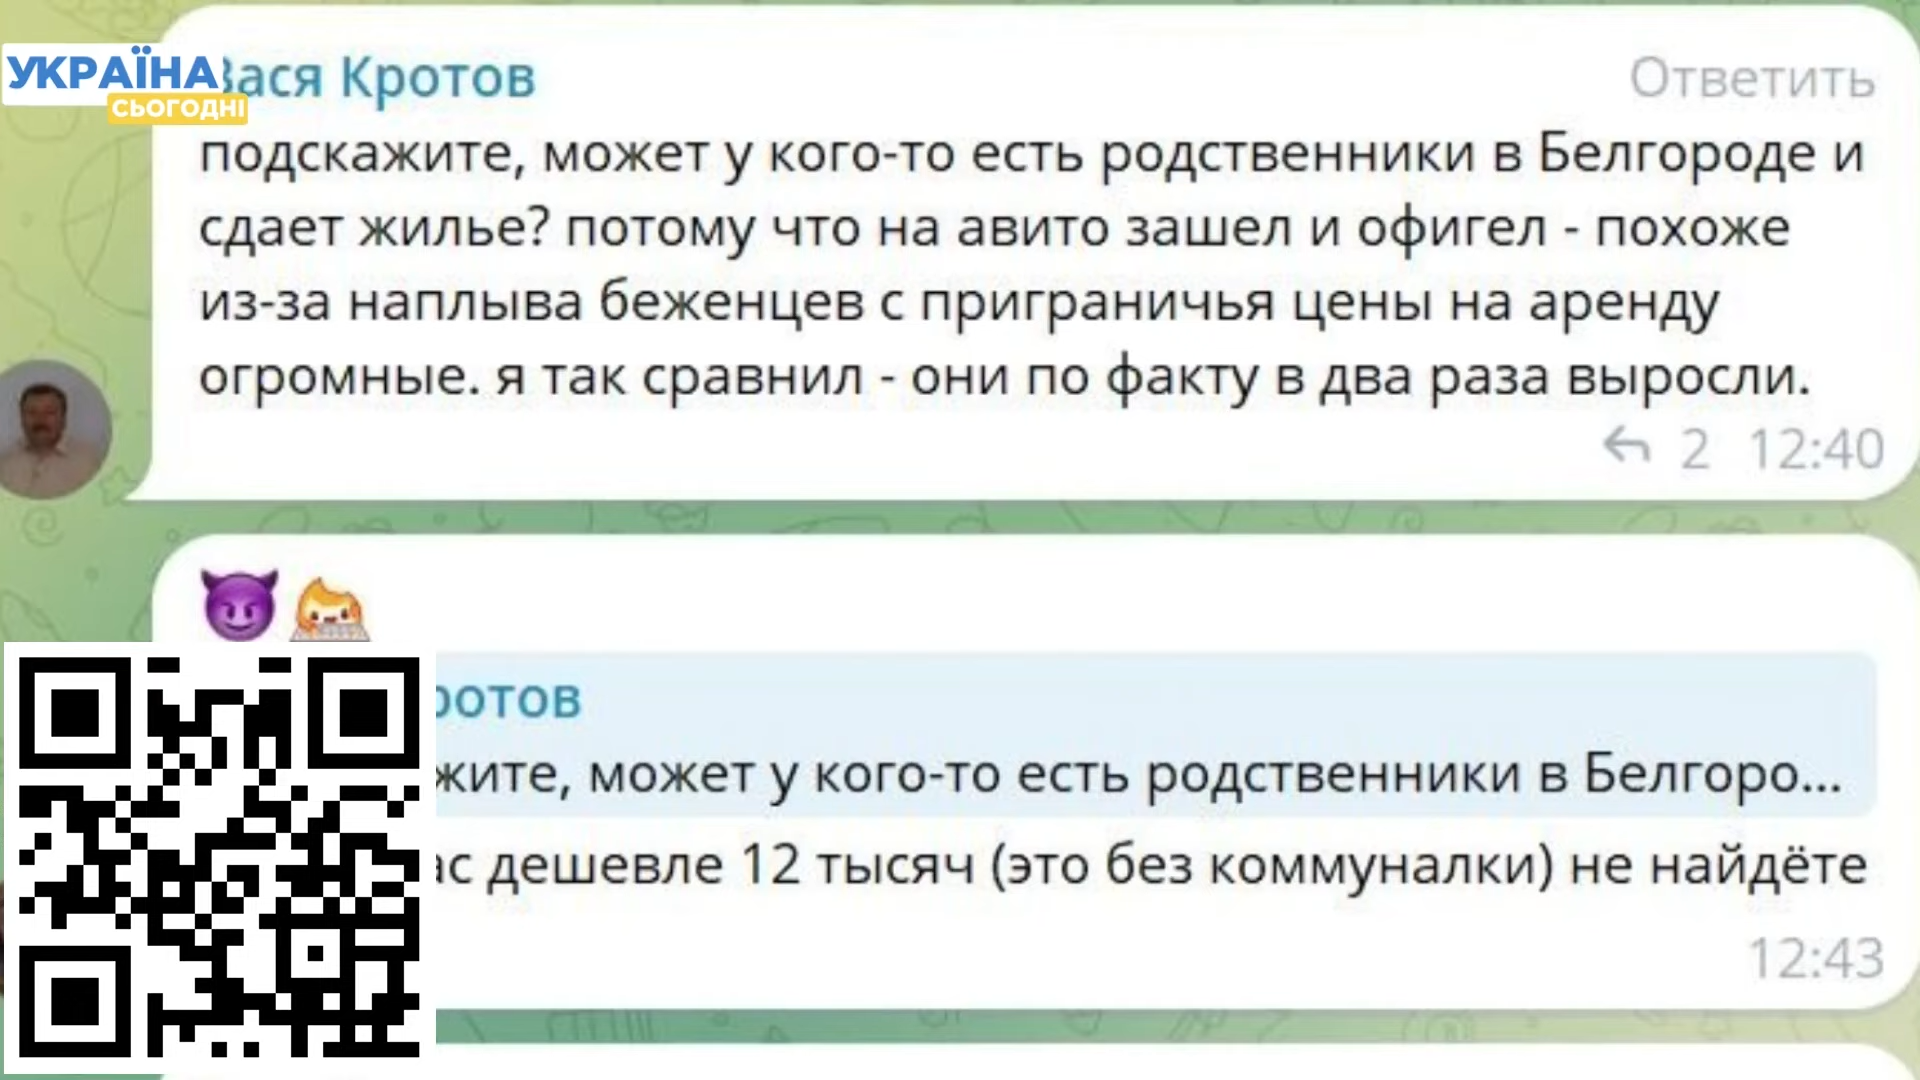 УКРАЇНА
СЬОГОДНІ
Вася Кротов
Ответить
подскажите, может у кого-то есть родственники в Белгороде и
сдает жилье? потому что на авито зашел и офигел - похоже
из-за наплыва беженцев с приграничья цены на аренду
огромные. я так сравнил - они по факту в два раза выросли.
2 12:40
ротов
жите, может у кого-то есть родственники в Белгоро...
ас дешевле 12 тысяч (это без коммуналки) не найдёте
12:43